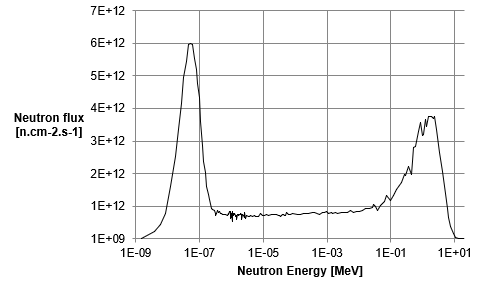 7E+12
6E+12
5E+12
4E+12
Neutron flux
[n.cm-2.s-1]
3E+12
2E+12
1E+12
1E+09
1E-09 1E-07 1E-05 1E-03 1E-01 1E+01
Neutron Energy [MeV]